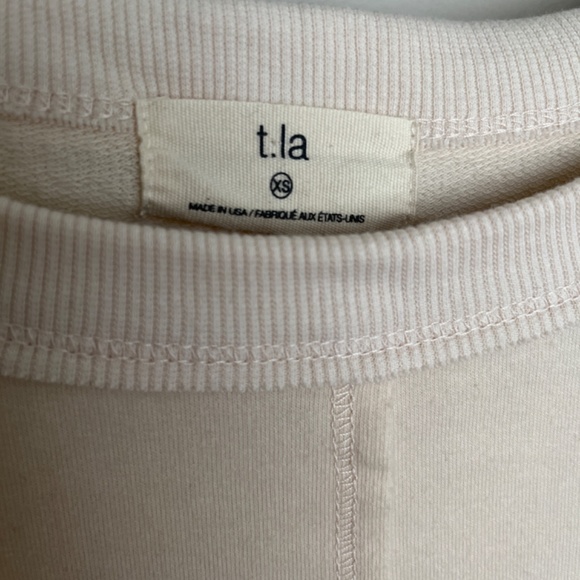 t.la
XS
MADE IN USA / FABRIQUÉ AUX ÉTATS-UNIS